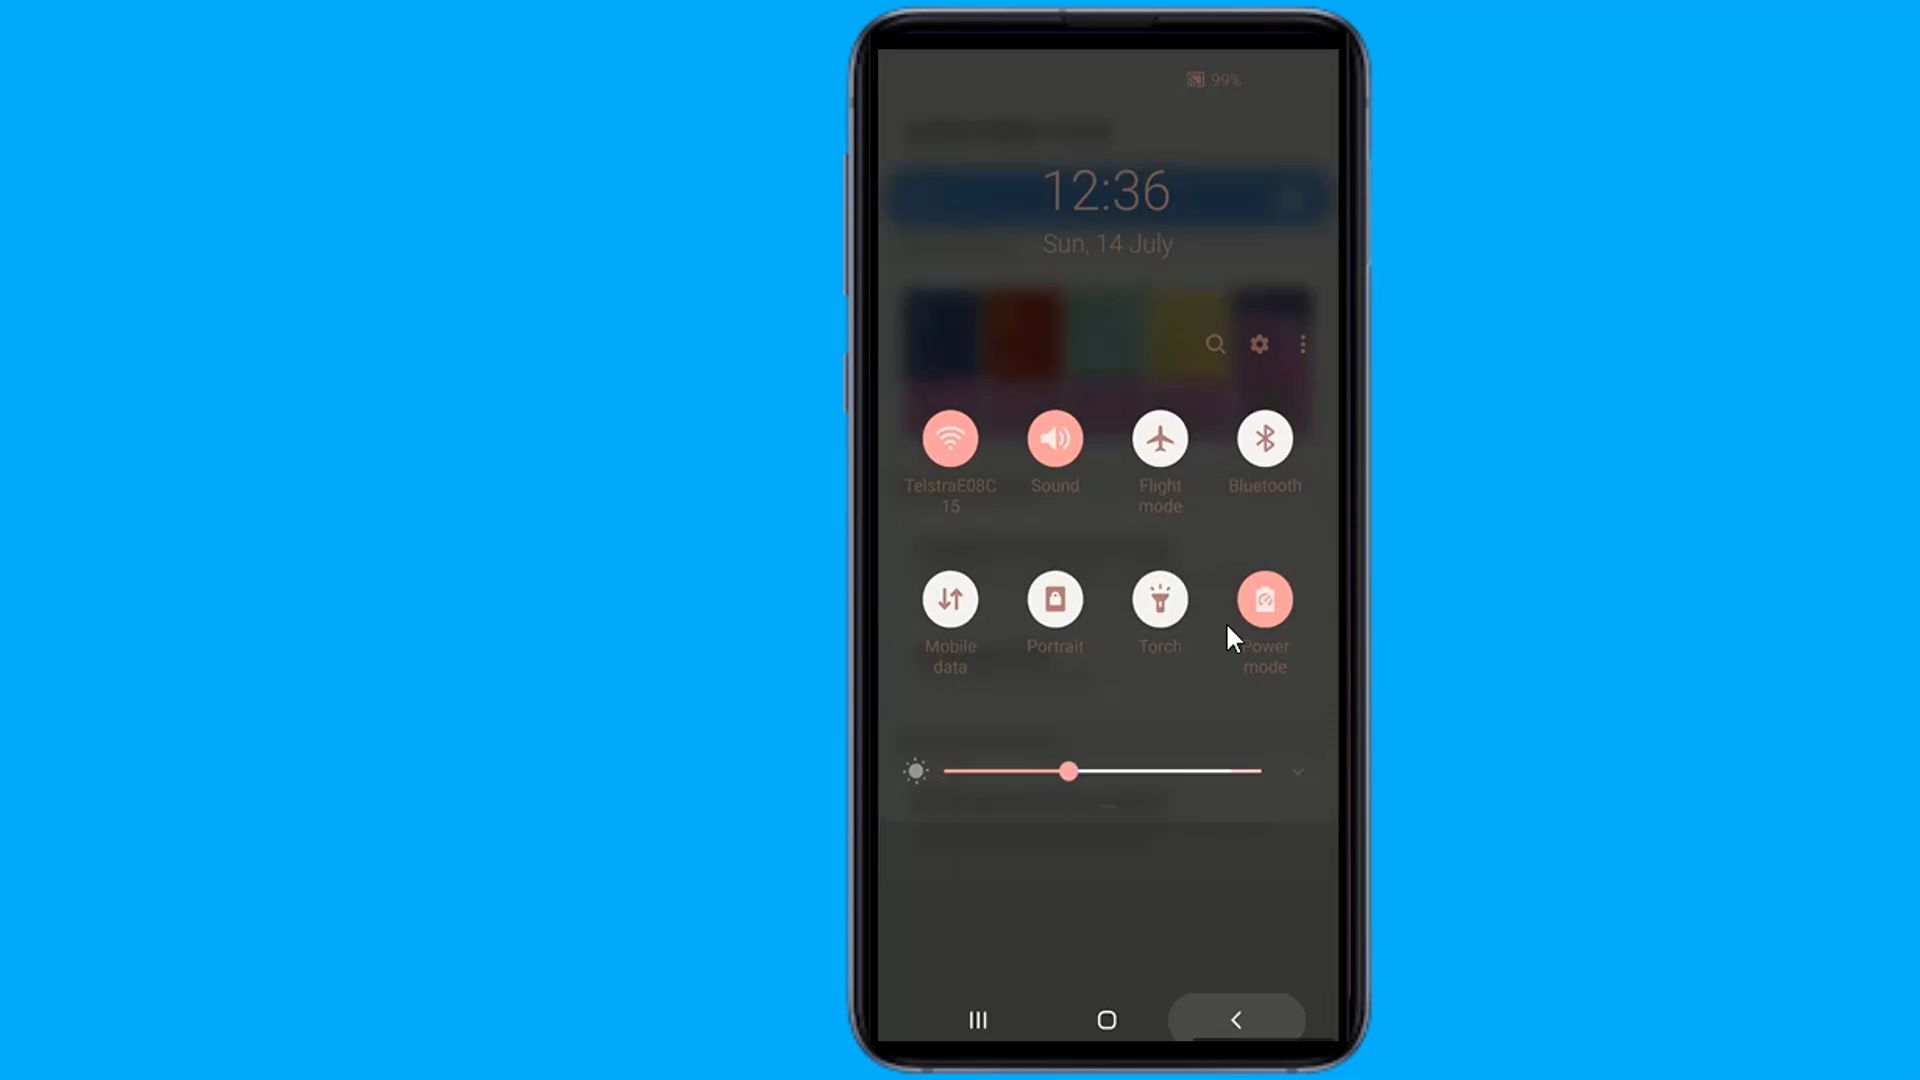 99%
12:36
Sun, 14 July
TelstraE08C
15
Sound
Flight
mode
Bluetooth
Mobile
data
Portrait
Torch
Power
mode